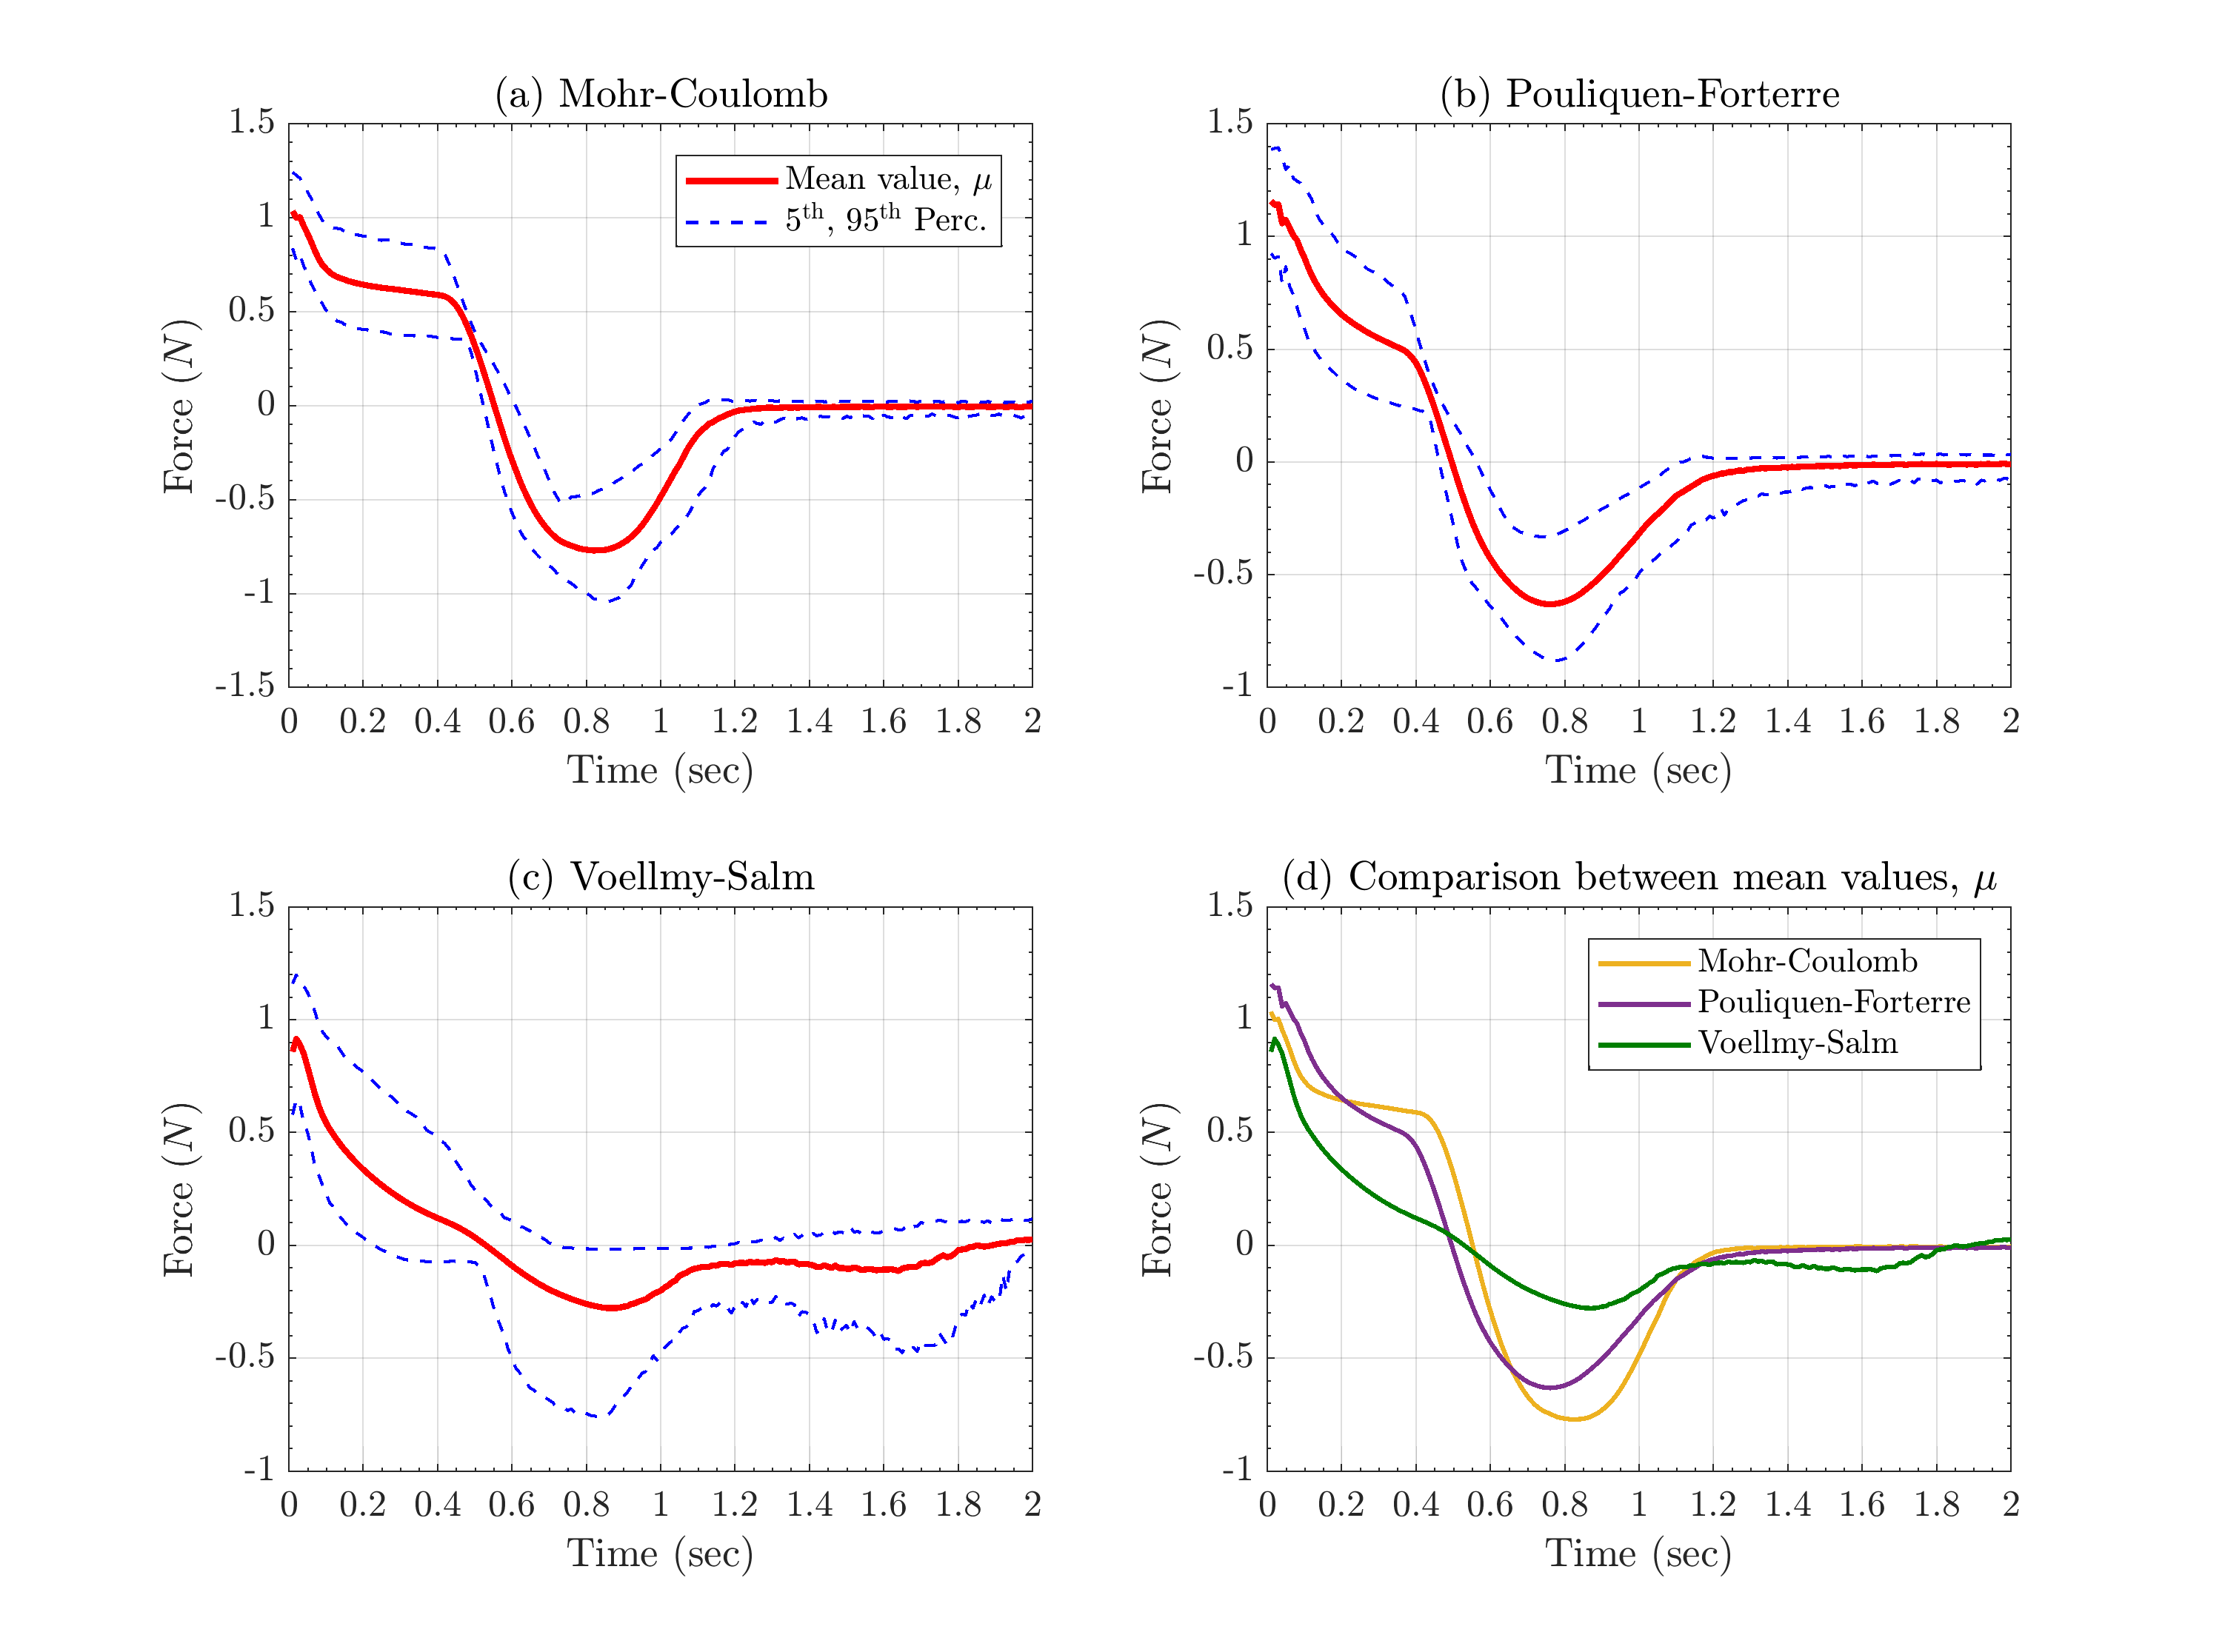 (a) Mohr-Coulomb
1.5
1
0.5
0
-0.5
-1
-1.5
Force (N)
Mean value, μ
5th, 95th Perc.
0 0.2 0.4 0.6 0.8 1 1.2 1.4 1.6 1.8 2
Time (sec)
(b) Pouliquen-Forterre
1.5
1
0.5
0
-0.5
-1
Force (N)
0 0.2 0.4 0.6 0.8 1 1.2 1.4 1.6 1.8 2
Time (sec)
(c) Voellmy-Salm
1.5
1
0.5
0
-0.5
-1
Force (N)
0 0.2 0.4 0.6 0.8 1 1.2 1.4 1.6 1.8 2
Time (sec)
(d) Comparison between mean values, μ
1.5
1
0.5
0
-0.5
-1
Force (N)
Mohr-Coulomb
Pouliquen-Forterre
Voellmy-Salm
0 0.2 0.4 0.6 0.8 1 1.2 1.4 1.6 1.8 2
Time (sec)